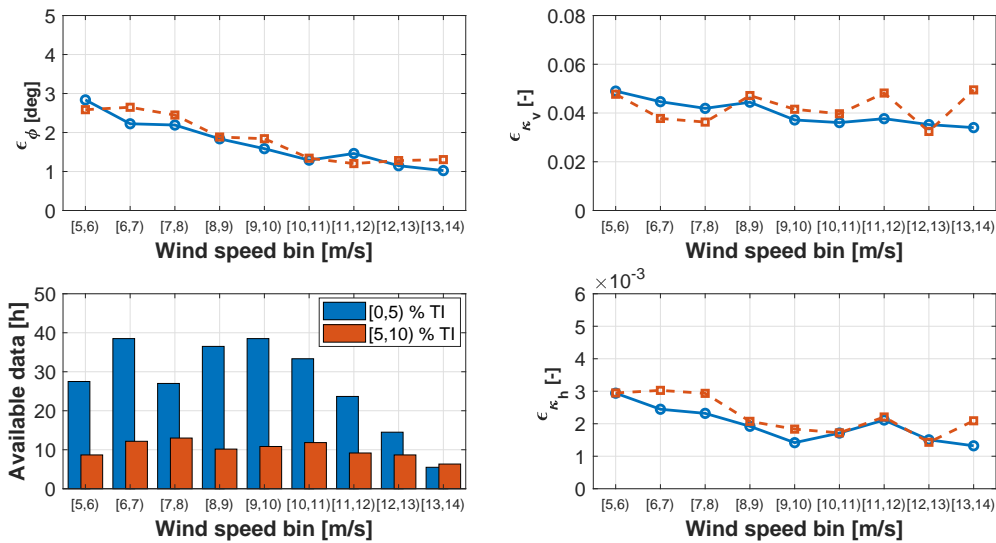 5
4
3
2
1
0
ϵ_ϕ [deg]
[5,6) [6,7) [7,8) [8,9) [9,10) [10,11) [11,12) [12,13) [13,14)
Wind speed bin [m/s]
0.08
0.06
0.04
0.02
0
ϵ_κ_v [-]
[5,6) [6,7) [7,8) [8,9) [9,10) [10,11) [11,12) [12,13) [13,14)
Wind speed bin [m/s]
50
40
30
20
10
0
Available data [h]
[0,5) % TI
[5,10) % TI
[5,6) [6,7) [7,8) [8,9) [9,10) [10,11) [11,12) [12,13) [13,14)
Wind speed bin [m/s]
×10^-3
6
5
4
3
2
1
0
ϵ_κ_h [-]
[5,6) [6,7) [7,8) [8,9) [9,10) [10,11) [11,12) [12,13) [13,14)
Wind speed bin [m/s]